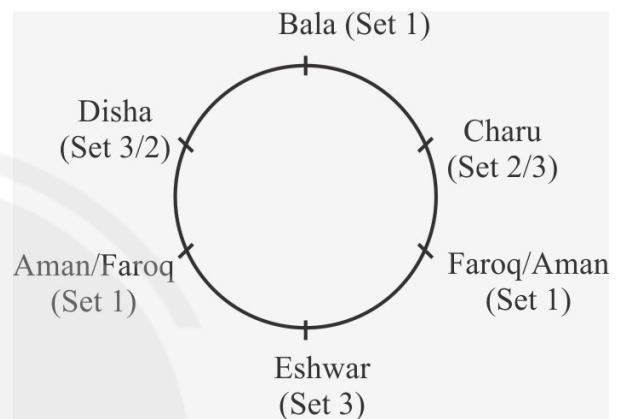 Bala (Set 1)
Disha
(Set 3/2)
Charu
(Set 2/3)
Aman/Faroq
(Set 1)
Faroq/Aman
(Set 1)
Eshwar
(Set 3)